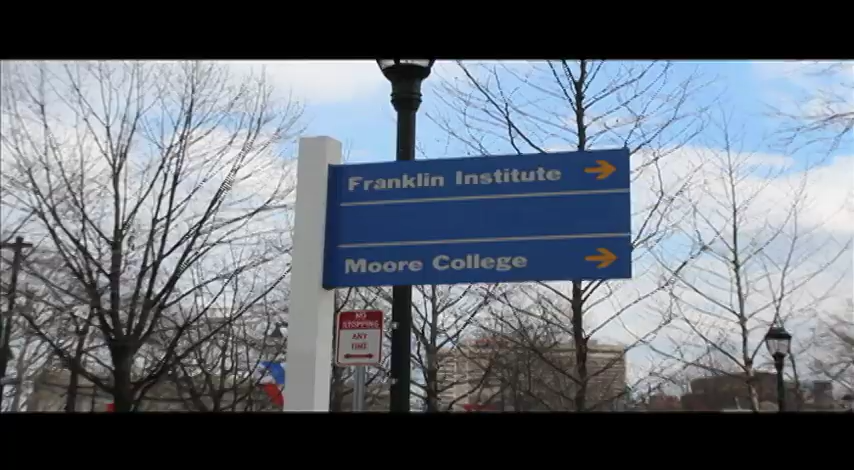 Franklin Institute
Moore College
NO
STOPPING
ANY
TIME